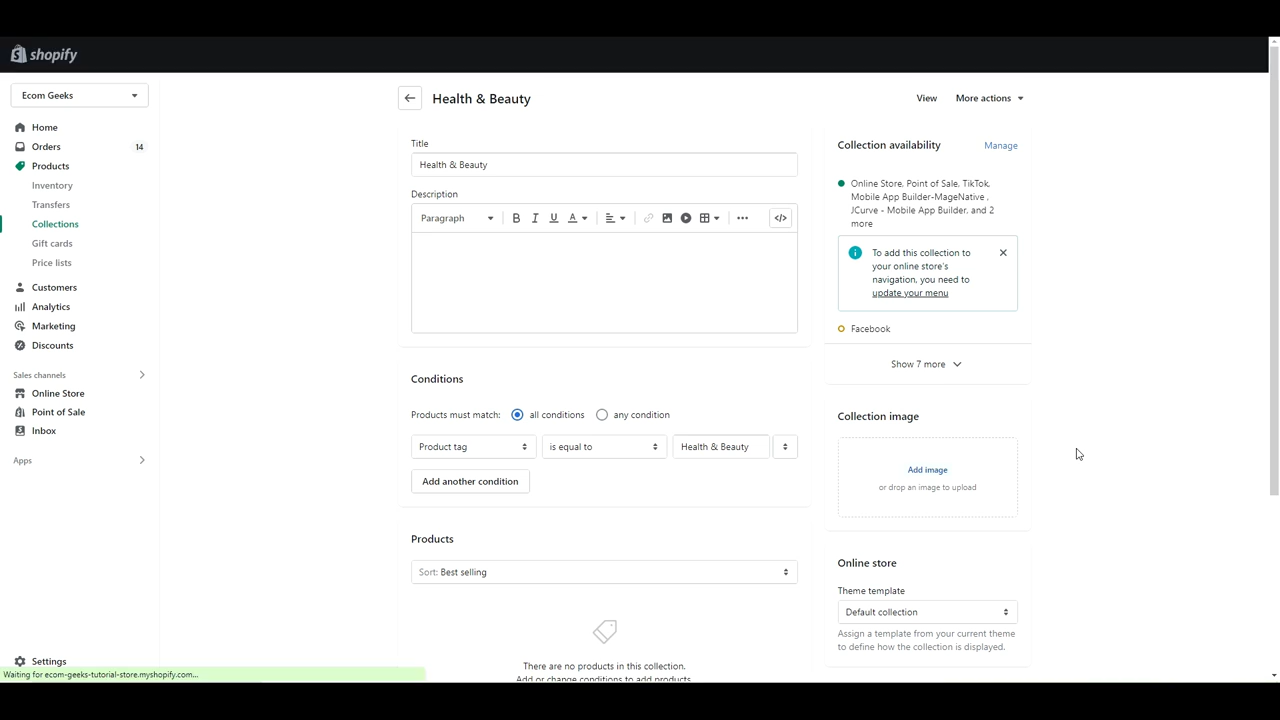 shopify
Ecom Geeks
Home
Orders 14
Products
Inventory
Transfers
Collections
Gift cards
Price lists
Customers
Analytics
Marketing
Discounts
Sales channels
Online Store
Point of Sale
Inbox
Apps
Settings
Waiting for ecom-geeks-tutorial-store.myshopify.com...
Health & Beauty
View More actions
Title
Health & Beauty
Description
Paragraph B I U A
Conditions
Products must match: all conditions any condition
Product tag is equal to Health & Beauty
Add another condition
Products
Sort: Best selling
There are no products in this collection.
Add or change conditions to add products
Collection availability Manage
Online Store, Point of Sale, TikTok,
Mobile App Builder-MageNative ,
JCurve - Mobile App Builder, and 2
more
To add this collection to
your online store's
navigation, you need to
update your menu
Facebook
Show 7 more
Collection image
Add image
or drop an image to upload
Online store
Theme template
Default collection
Assign a template from your current theme
to define how the collection is displayed.